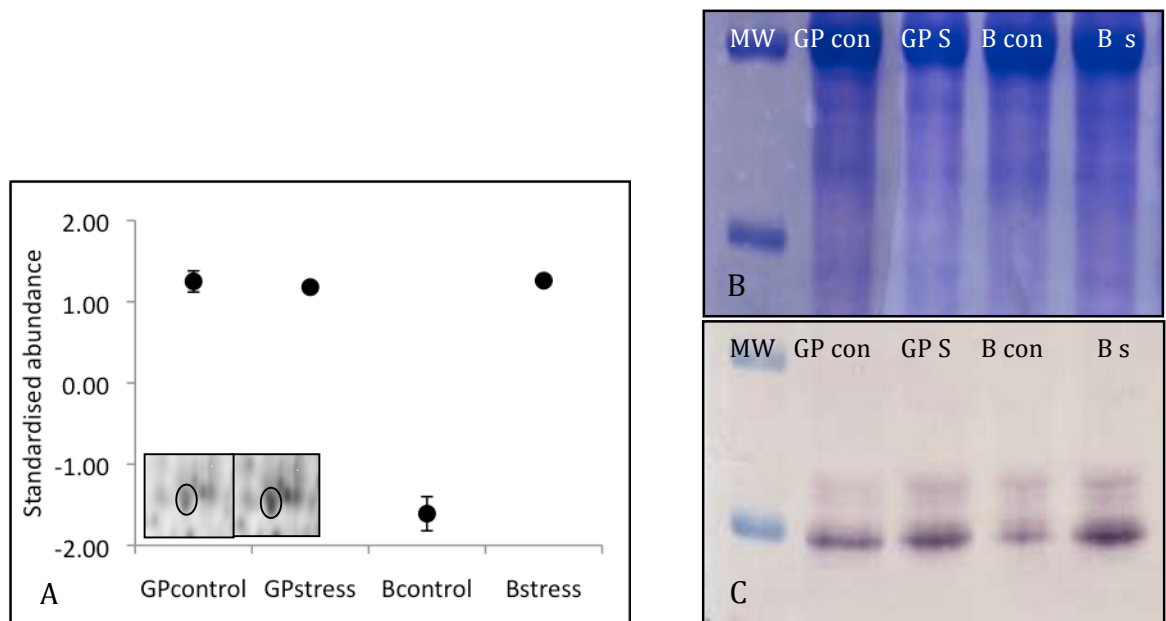 2.00
1.00
0.00
-1.00
-2.00
Standardised abundance
GPcontrol GPstress Bcontrol Bstress
A
MW GP con GP S B con B s
B
MW GP con GP S B con B s
C